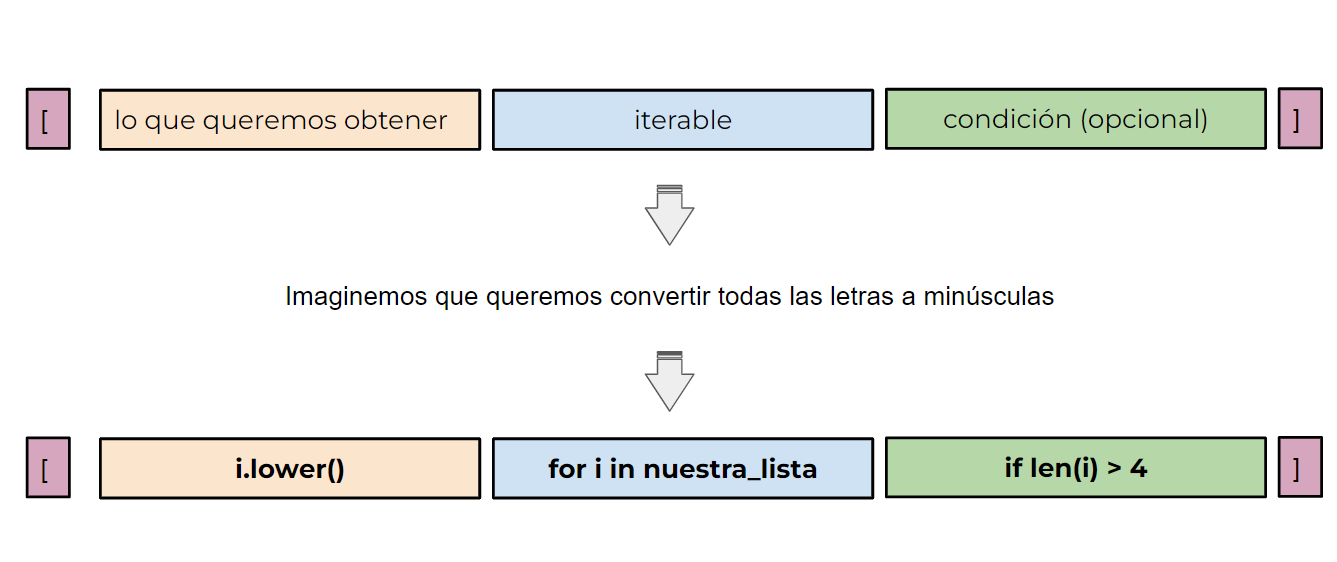 [ lo que queremos obtener iterable condición (opcional) ]
Imaginemos que queremos convertir todas las letras a minúsculas
[ i.lower() for i in nuestra_lista if len(i) > 4 ]